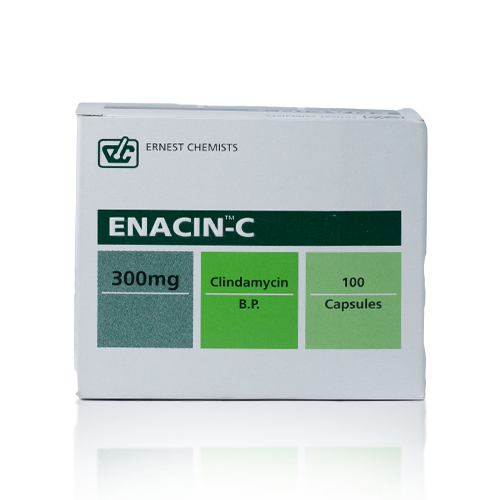 ERNEST CHEMISTS
ENACIN™-C
300mg
Clindamycin
B.P.
100
Capsules